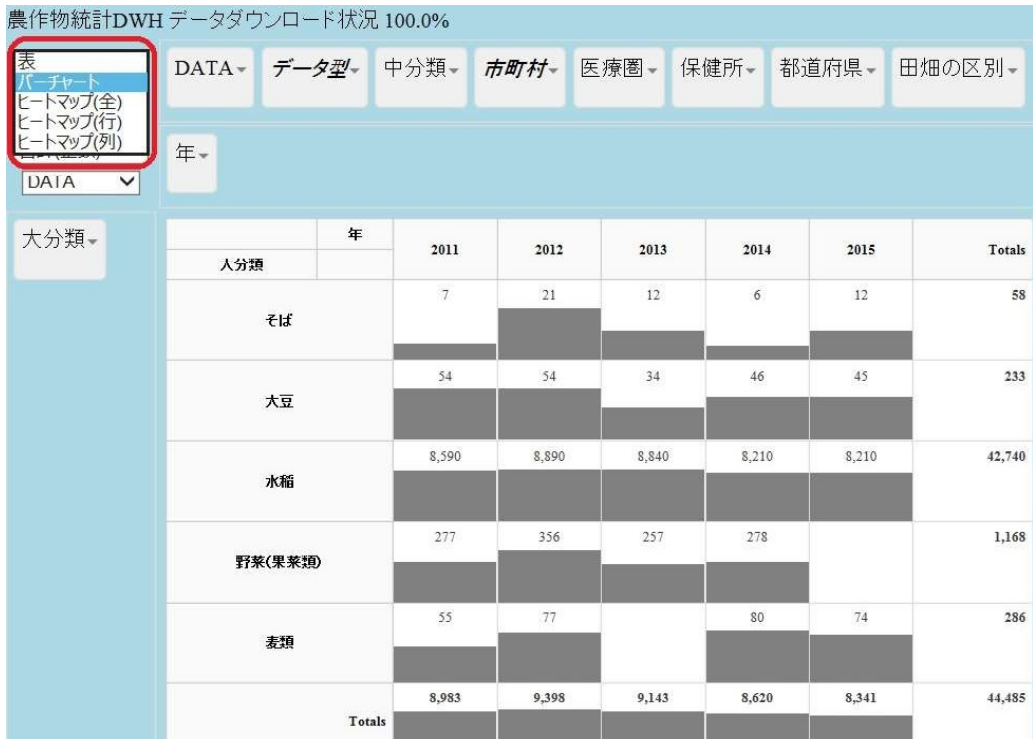 農作物統計DWH データダウンロード状況 100.0%
表
バーチャート
ヒートマップ(全)
ヒートマップ(行)
ヒートマップ(列)
DATA
DATA データ型 中分類 市町村 医療圏 保健所 都道府県 田畑の区別
年
大分類
年 2011 2012 2013 2014 2015 Totals
大分類
そば 7 21 12 6 12 58
大豆 54 54 34 46 45 233
水稲 8,590 8,890 8,840 8,210 8,210 42,740
野菜(果菜類) 277 356 257 278 1,168
麦類 55 77 80 74 286
Totals 8,983 9,398 9,143 8,620 8,341 44,485